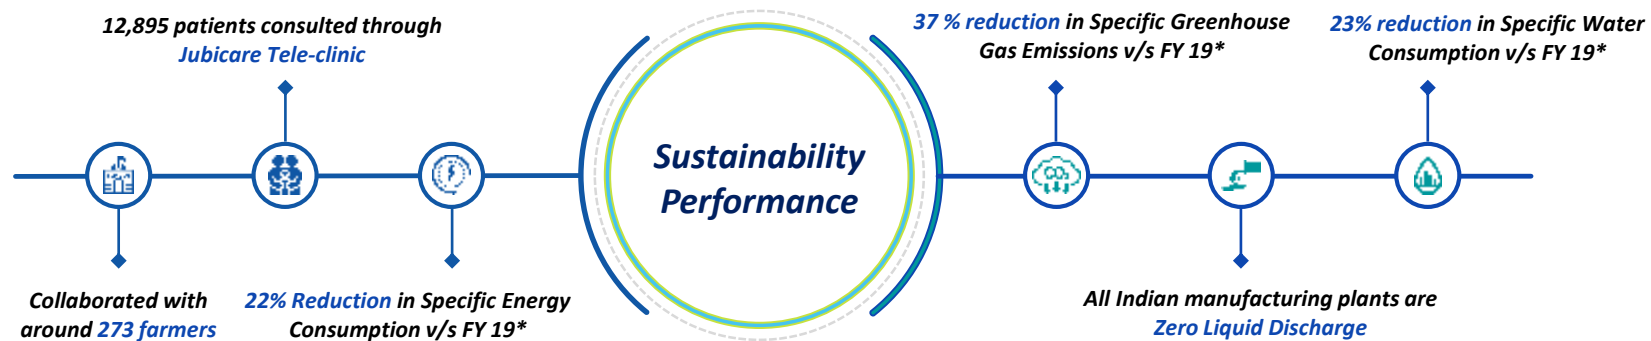 12,895 patients consulted through
Jubicare Tele-clinic
Collaborated with
around 273 farmers
22% Reduction in Specific Energy
Consumption v/s FY 19*
Sustainability
Performance
37 % reduction in Specific Greenhouse
Gas Emissions v/s FY 19*
CO₂
All Indian manufacturing plants are
Zero Liquid Discharge
23% reduction in Specific Water
Consumption v/s FY 19*